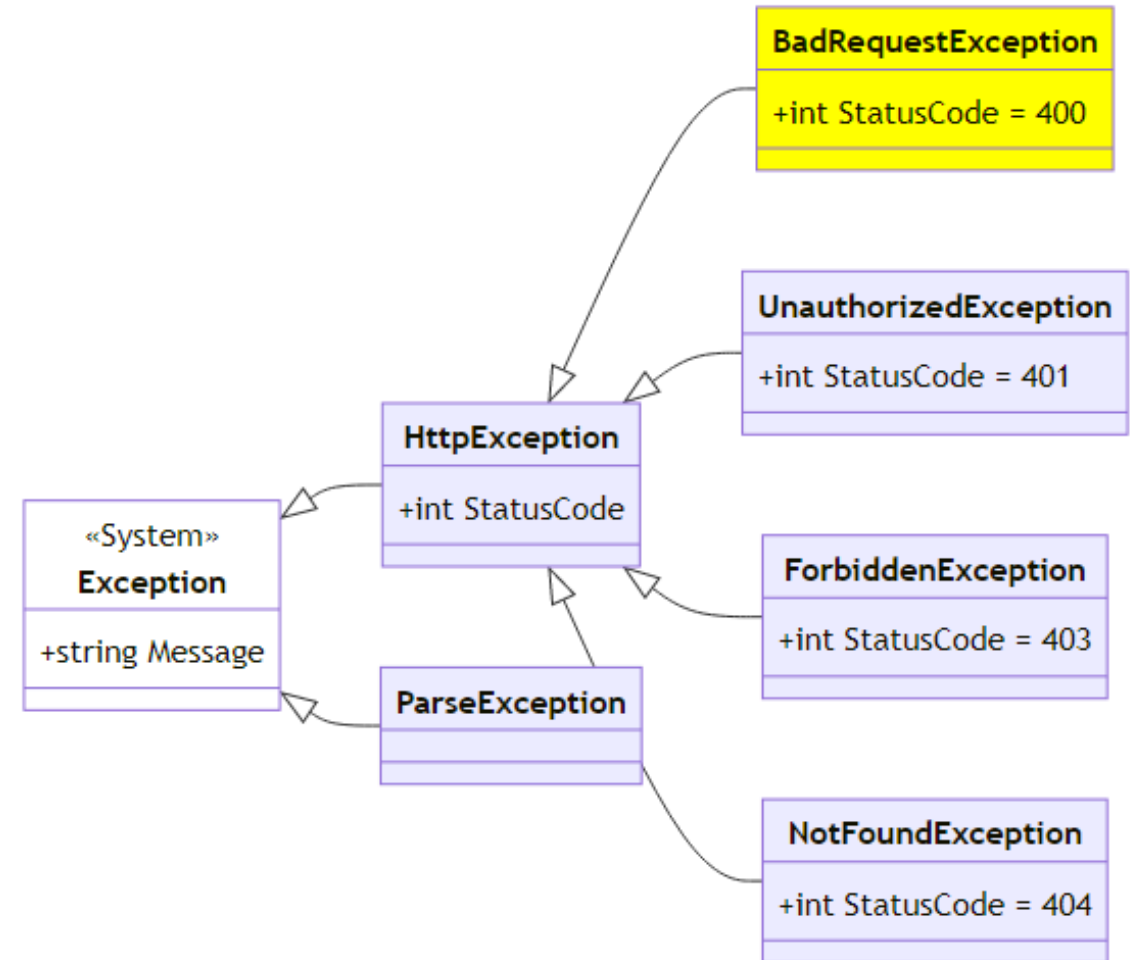 BadRequestException
+int StatusCode = 400
UnauthorizedException
+int StatusCode = 401
HttpException
+int StatusCode
«System»
Exception
+string Message
ForbiddenException
+int StatusCode = 403
ParseException
NotFoundException
+int StatusCode = 404